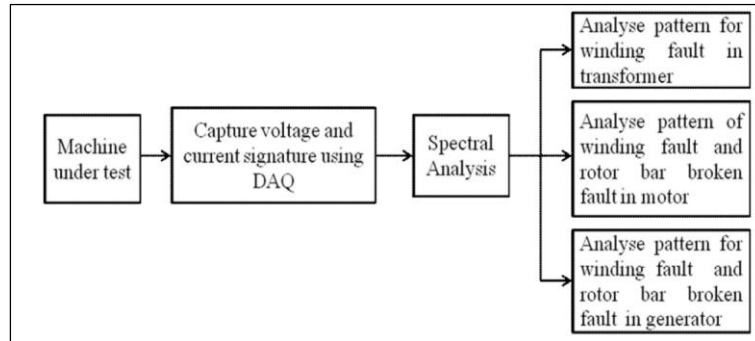 Machine
under test
Capture voltage and
current signature using
DAQ
Spectral
Analysis
Analyse pattern for
winding fault in
transformer
Analyse pattern of
winding fault and
rotor bar broken
fault in motor
Analyse pattern for
winding fault and
rotor bar broken
fault in generator